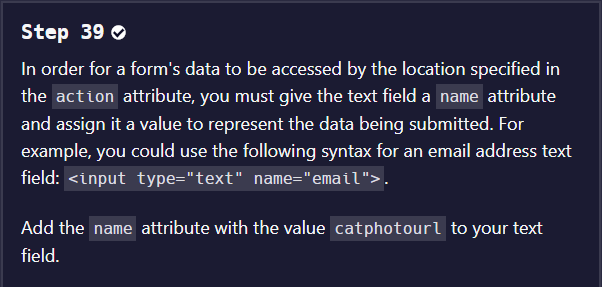 Step 39
In order for a form's data to be accessed by the location specified in
the action attribute, you must give the text field a name attribute
and assign it a value to represent the data being submitted. For
example, you could use the following syntax for an email address text
field: <input type="text" name="email">.
Add the name attribute with the value catphotourl to your text
field.